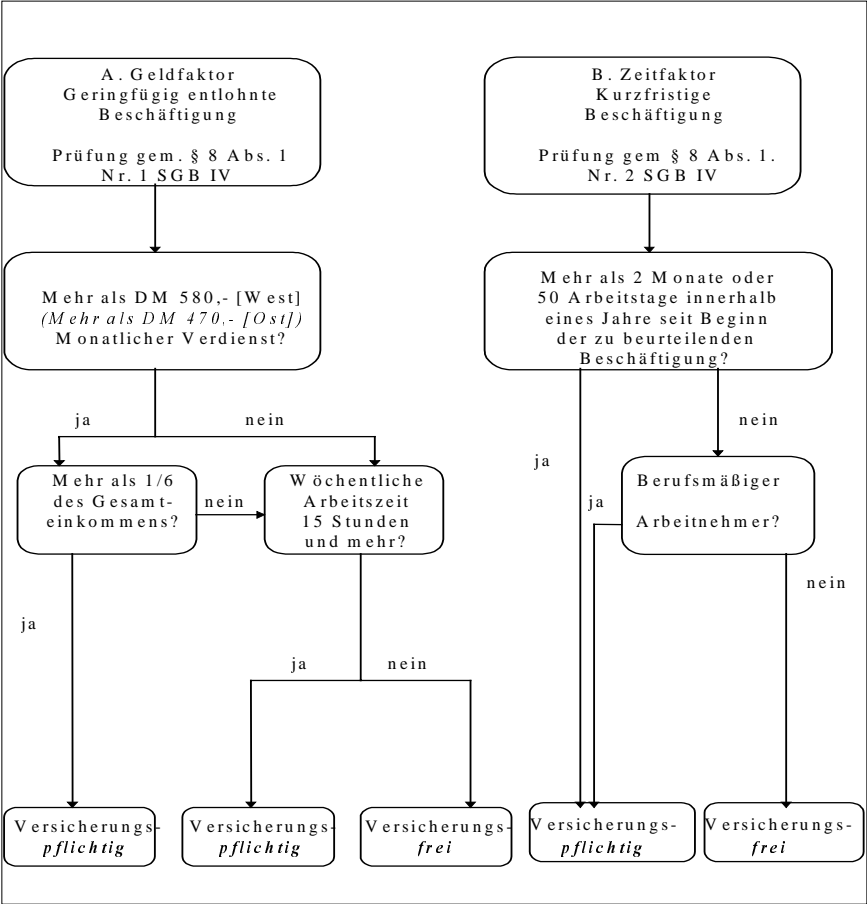 A. Geldfaktor
Geringfügig entlohnte
Beschäftigung
Prüfung gem. § 8 Abs. 1
Nr. 1 SGB IV
B. Zeitfaktor
Kurzfristige
Beschäftigung
Prüfung gem § 8 Abs. 1.
Nr. 2 SGB IV
Mehr als DM 580,- [West]
(Mehr als DM 470,- [Ost])
Monatlicher Verdienst?
Mehr als 2 Monate oder
50 Arbeitstage innerhalb
eines Jahre seit Beginn
der zu beurteilenden
Beschäftigung?
ja
nein
ja
nein
Mehr als 1/6
des Gesamt-
einkommens?
nein
Wöchentliche
Arbeitszeit
15 Stunden
und mehr?
Berufsmäßiger
Arbeitnehmer?
ja
nein
ja
ja
nein
Versicherungs-
pflichtig
Versicherungs-
pflichtig
Versicherungs-
frei
Versicherungs-
pflichtig
Versicherungs-
frei